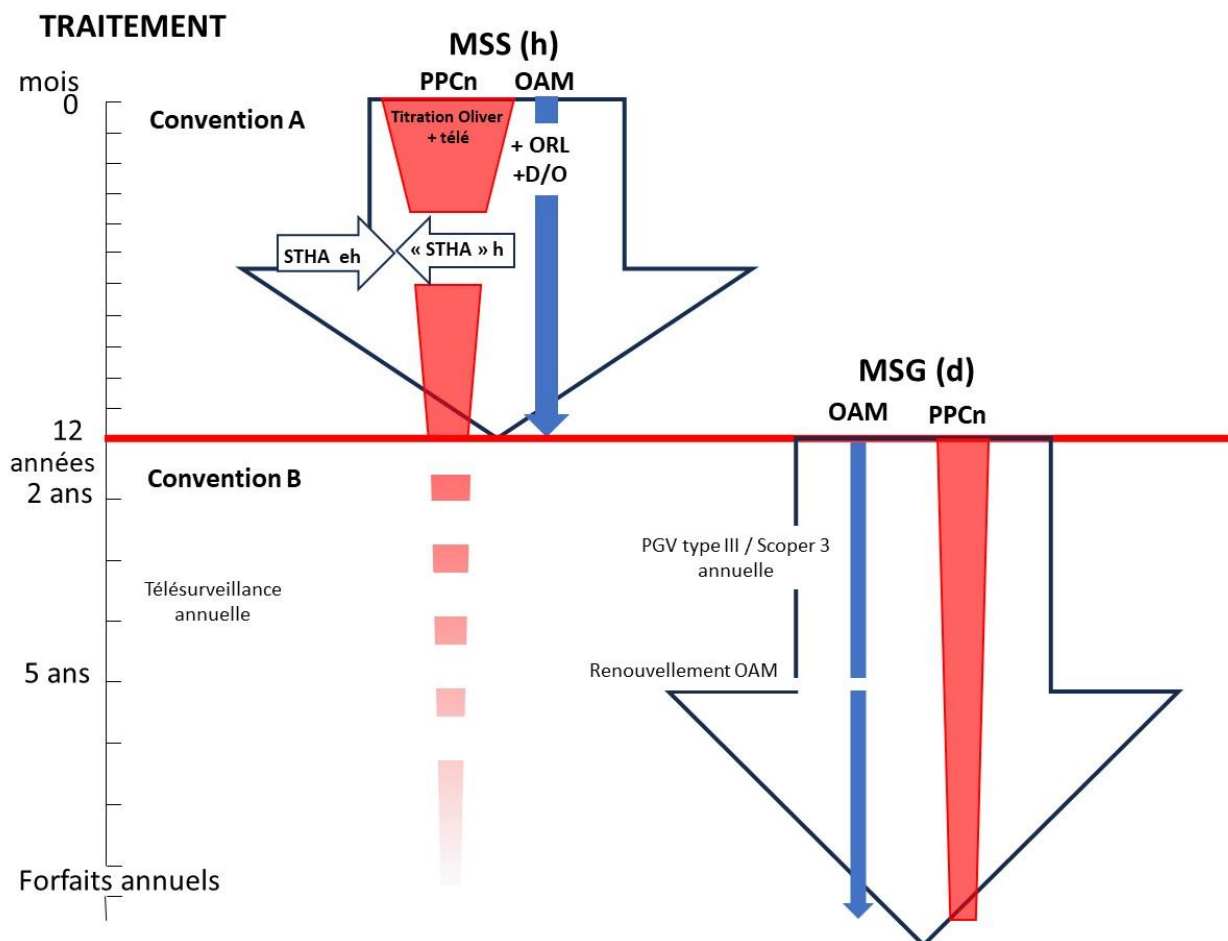 TRAITEMENT
MSS (h)
mois
PPCn
OAM
0
Convention A
Titration Oliver
+ télé
+ ORL
+D/O
STHA eh
« STHA » h
MSG (d)
OAM
PPCn
12
années
Convention B
2 ans
PGV type III / Scoper 3
annuelle
Télésurveillance
annuelle
5 ans
Renouvellement OAM
Forfaits annuels